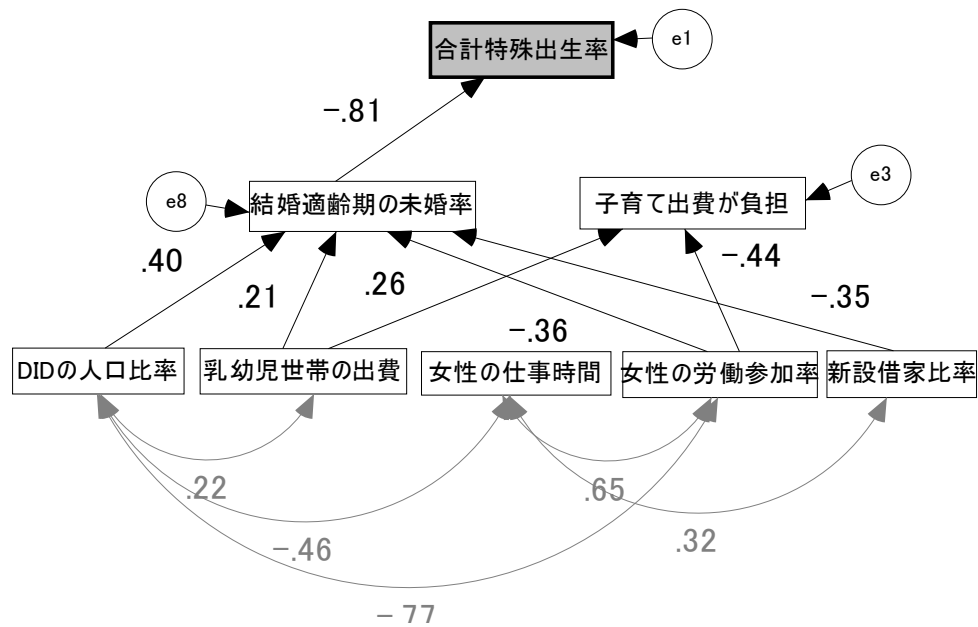 合計特殊出生率
e1
−.81
e8
結婚適齢期の未婚率
子育て出費が負担
e3
.40
.21
.26
−.36
−.44
−.35
DIDの人口比率
乳幼児世帯の出費
女性の仕事時間
女性の労働参加率
新設借家比率
.22
−.46
.65
.32
−.77